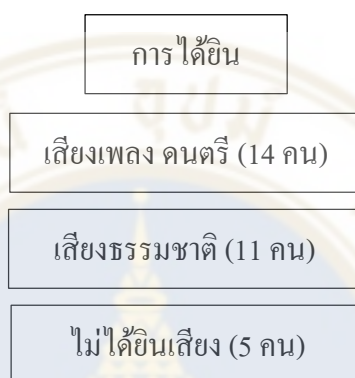 การได้ยิน
เสียงเพลง ดนตรี (14 คน)
เสียงธรรมชาติ (11 คน)
ไม่ได้ยินเสียง (5 คน)